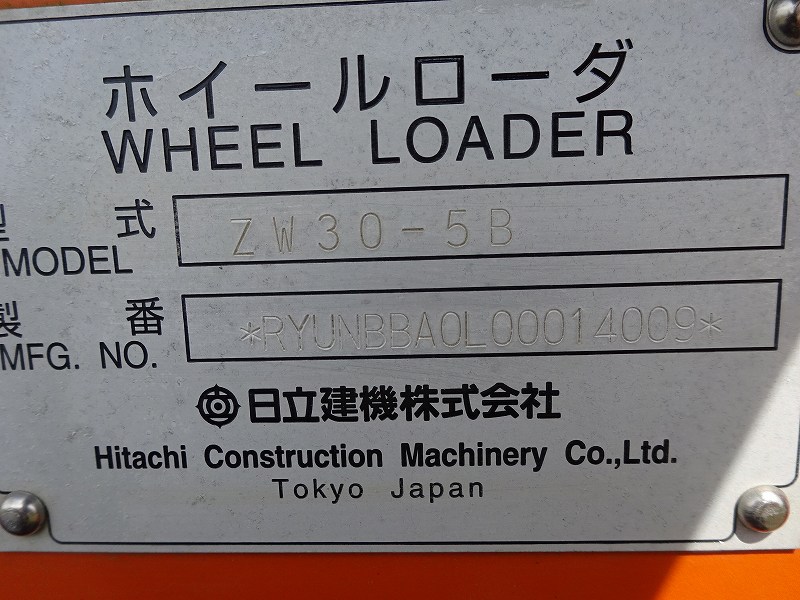 ホイールローダ
WHEEL LOADER
型 式
MODEL
ZW30-5B
製 番
MFG. NO.
*RYUNBBA0L00014009*
日立建機株式会社
Hitachi Construction Machinery Co.,Ltd.
Tokyo Japan